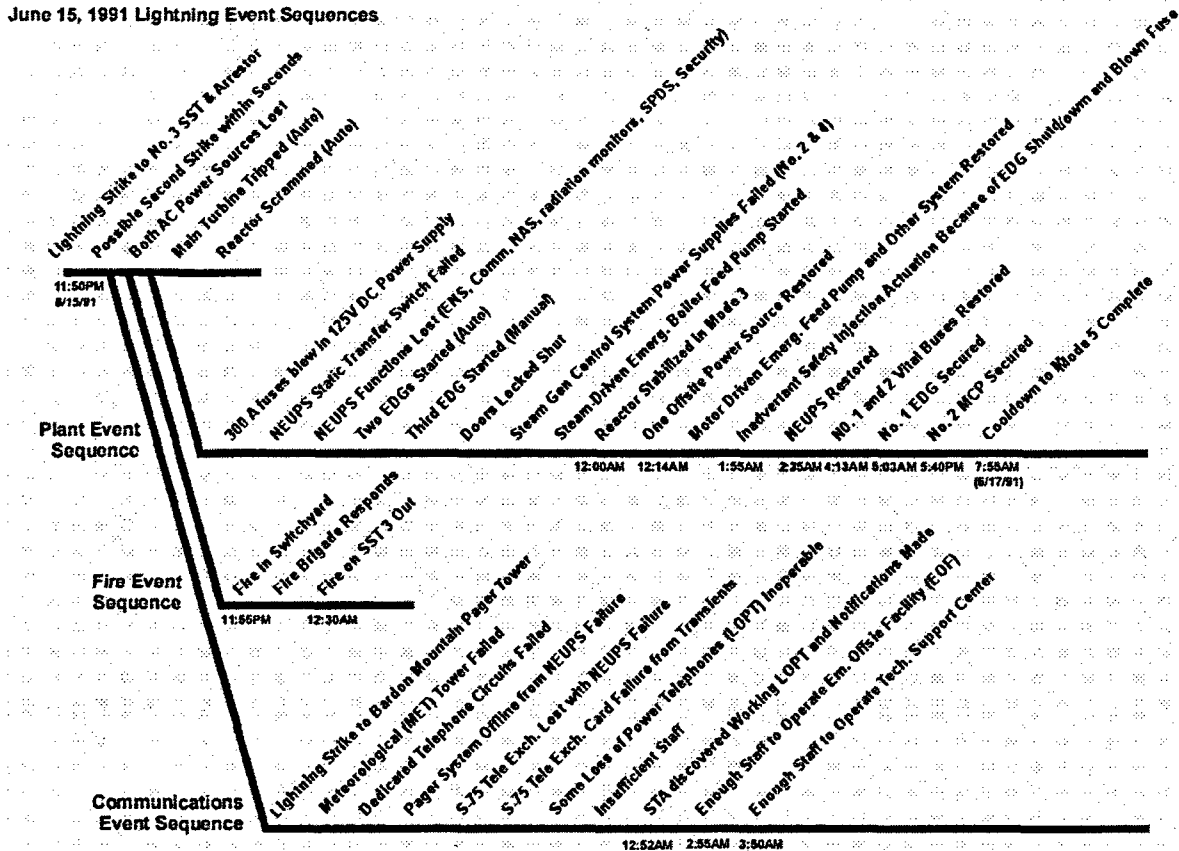 June 15, 1991 Lightning Event Sequences
Lightning Strike to No. 3 SST & Arrestor
Possible Second Strike within Seconds
Both AC Power Sources Lost
Main Turbine Tripped (Auto)
Reactor Scrammed (Auto)
11:50PM
6/15/91
Plant Event
Sequence
300 A fuses blow in 125V DC Power Supply
NEUPS Static Transfer Switch Failed
NEUPS Functions Lost (ENS, Comm, NAS, radiation monitors, SPDS, Security)
Two EDGs Started (Auto)
Third EDG Started (Manual)
Doors Locked Shut
Steam Gen Control System Power Supplies Failed (No. 2 & 4)
Steam-Driven Emerg. Boiler Feed Pump Started
Reactor Stabilized In Mode 3
One Offsite Power Source Restored
Motor Driven Emerg. Feed Pump and Other System Restored
Inadvertent Safety Injection Actuation Because of EDG Shutdown and Blown Fuse
NEUPS Restored
No. 1 and 2 Vital Buses Restored
No. 1 EDG Secured
No. 2 MCP Secured
Cooldown to Mode 5 Complete
12:00AM 12:14AM 1:55AM 2:25AM 4:13AM 5:03AM 5:40PM 7:55AM
(6/17/91)
Fire Event
Sequence
Fire in Switchyard
Fire Brigade Responds
Fire on SST 3 Out
11:55PM 12:30AM
Communications
Event Sequence
Lightning Strike to Bardon Mountain Pager Tower
Meteorological (MET) Tower Failed
Dedicated Telephone Circuits Failed
Pager System Offline from NEUPS Failure
S.75 Tele Exch. Lost with NEUPS Failure
S.75 Tele Exch. Card Failure from Transients
Some Loss of Power Telephones (LOPT) Inoperable
Insufficient Staff
STA discovered Working LOPT and Notifications Made
Enough Staff to Operate Em. Offsie Facility (EOF)
Enough Staff to Operate Tech. Support Center
12:52AM 2:55AM 3:50AM